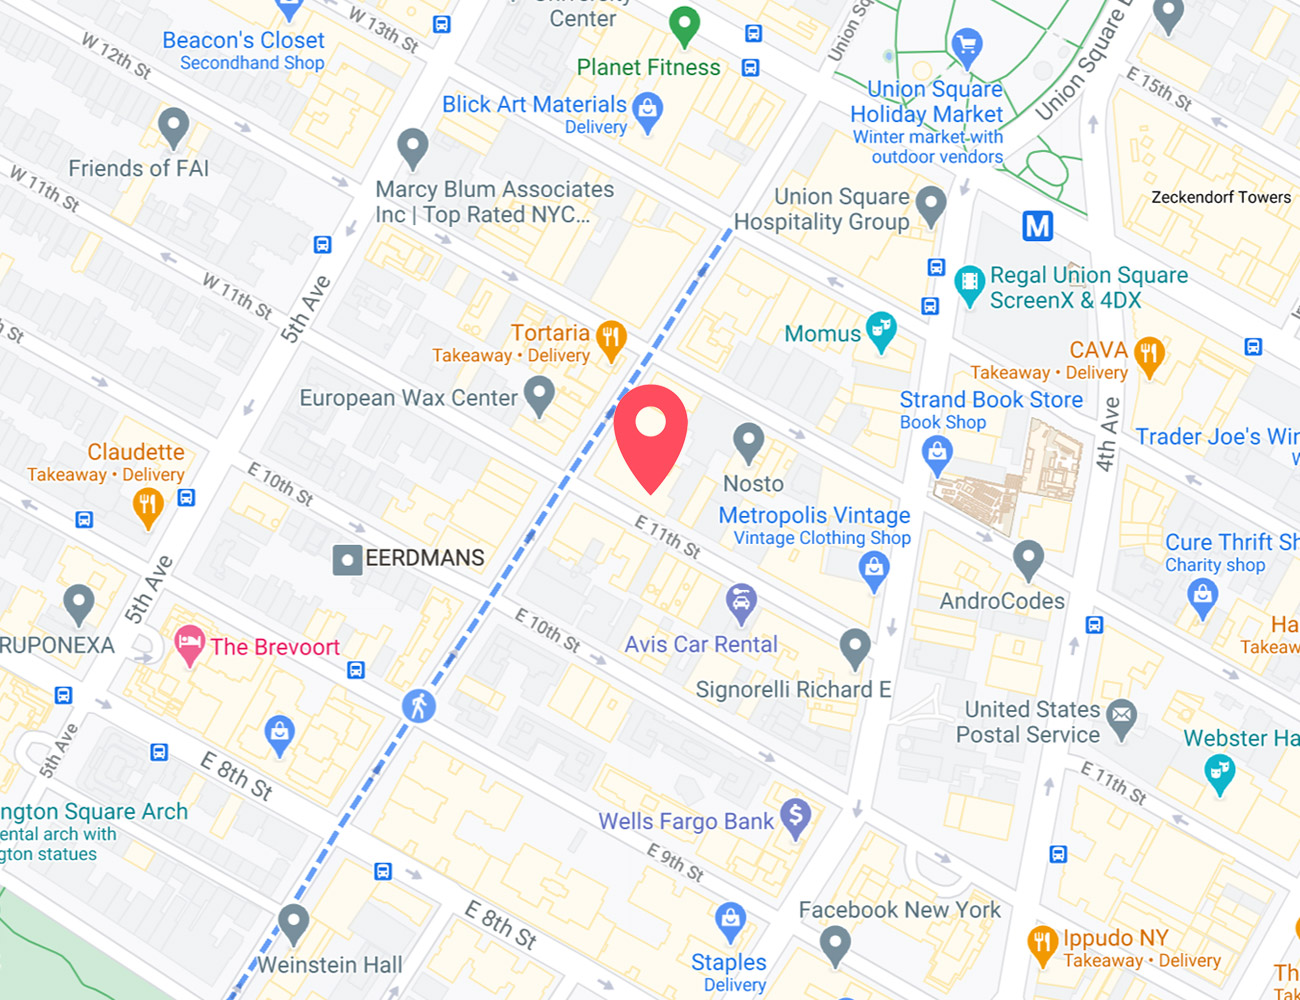 University
Center
W 13th St
Union Sq
Beacon's Closet
Secondhand Shop
W 12th St
Planet Fitness
Union Square E
E 15th St
Blick Art Materials
Delivery
Union Square
Holiday Market
Winter market with
outdoor vendors
Friends of FAI
W 11th St
Marcy Blum Associates
Inc | Top Rated NYC...
Union Square
Hospitality Group
Zeckendorf Towers
M
W 11th St
5th Ave
Regal Union Square
ScreenX & 4DX
Momus
Tortaria
Takeaway • Delivery
CAVA
Takeaway • Delivery
European Wax Center
Strand Book Store
Book Shop
4th Ave
Trader Joe's Win
W
Claudette
Takeaway • Delivery
E 10th St
Nosto
Metropolis Vintage
Vintage Clothing Shop
E 11th St
EERDMANS
Cure Thrift Sh
Charity shop
5th Ave
AndroCodes
RUPONEXA
The Brevoort
E 10th St
Avis Car Rental
Ha
Takeaw
Signorelli Richard E
United States
Postal Service
5th Ave
E 8th St
Webster Ha
E 11th St
ngton Square Arch
ental arch with
gton statues
Wells Fargo Bank
$
E 9th St
E 8th St
Facebook New York
Weinstein Hall
Staples
Delivery
Ippudo NY
Takeaway • Delivery
Th
Tak